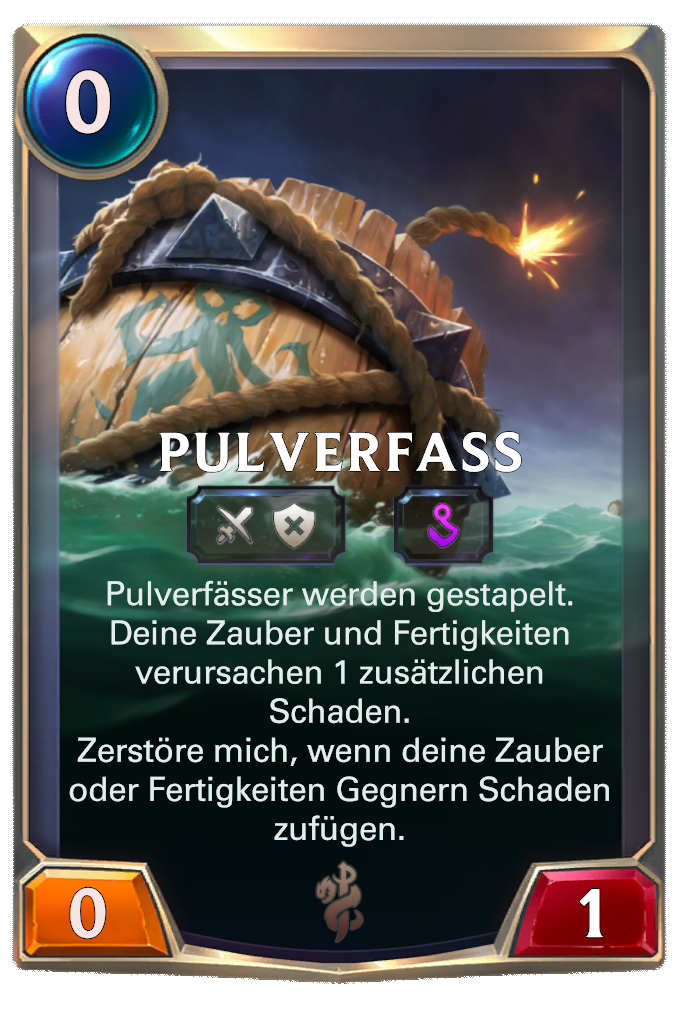 0
PULVERFASS
Pulverfässer werden gestapelt.
Deine Zauber und Fertigkeiten
verursachen 1 zusätzlichen
Schaden.
Zerstöre mich, wenn deine Zauber
oder Fertigkeiten Gegnern Schaden
zufügen.
0
1